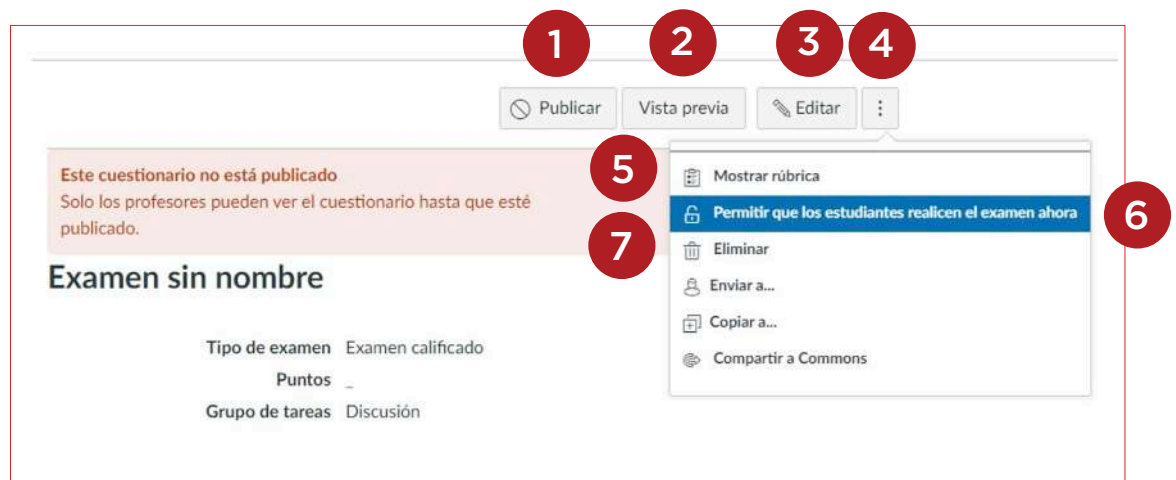 1 2 3 4
Publicar Vista previa Editar
5
Este cuestionario no está publicado
Solo los profesores pueden ver el cuestionario hasta que esté
publicado.
Mostrar rúbrica
Permitir que los estudiantes realicen el examen ahora
6
7
Eliminar
Enviar a...
Copiar a...
Compartir a Commons
Examen sin nombre
Tipo de examen Examen calificado
Puntos _
Grupo de tareas Discusión